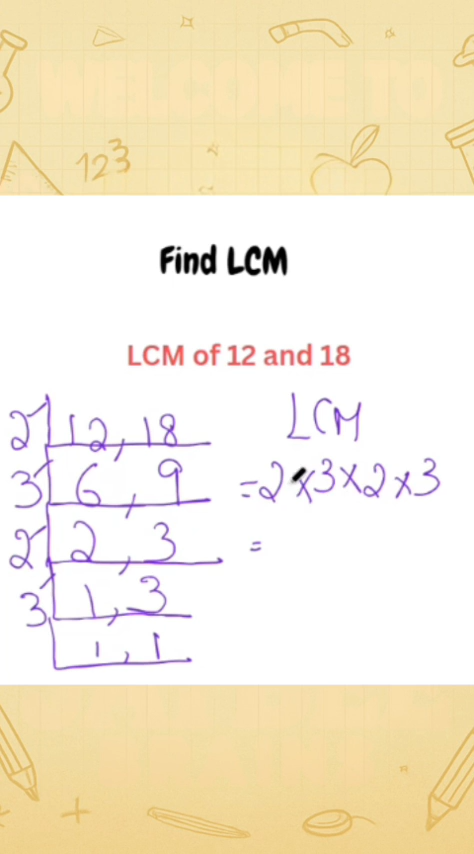 123
Find LCM
LCM of 12 and 18
2 12, 18
3 6, 9
2 2, 3
3 1, 3
1, 1
LCM
=2×3×2×3
=